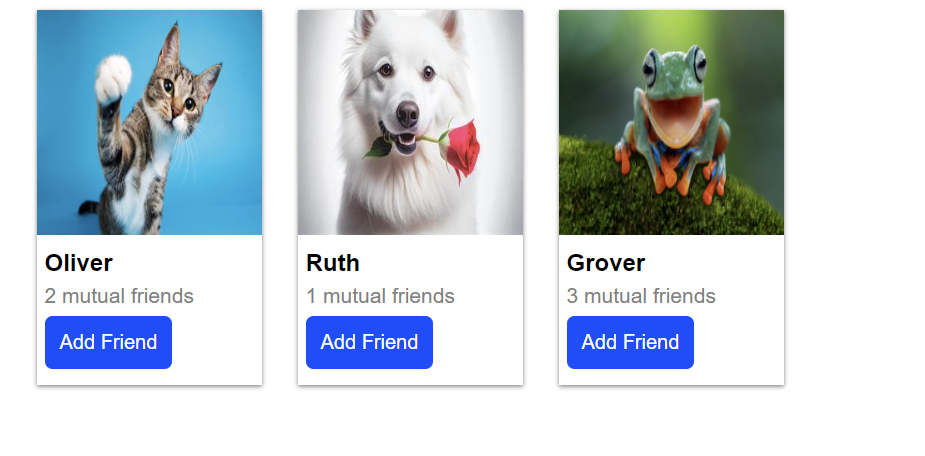 Oliver
2 mutual friends
Add Friend
Ruth
1 mutual friends
Add Friend
Grover
3 mutual friends
Add Friend